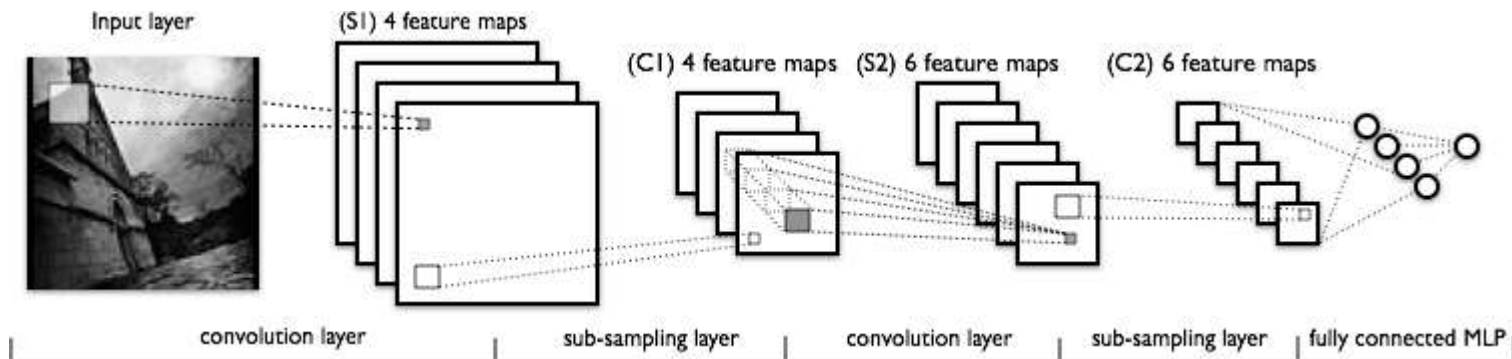 Input layer
(S1) 4 feature maps
(C1) 4 feature maps
(S2) 6 feature maps
(C2) 6 feature maps
convolution layer
sub-sampling layer
convolution layer
sub-sampling layer
fully connected MLP